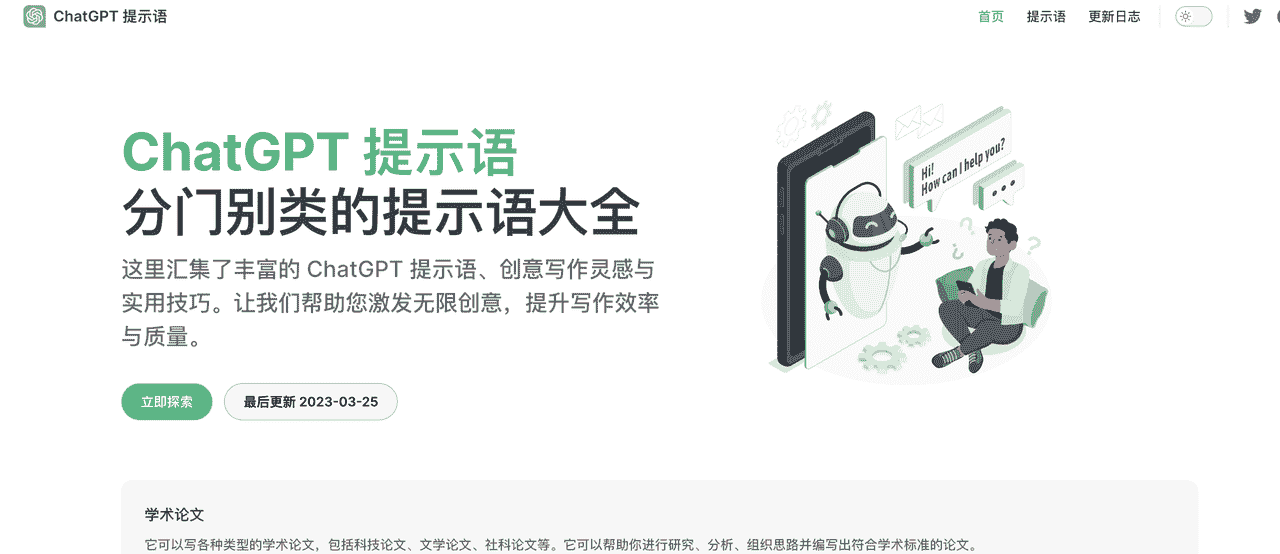 ChatGPT 提示语
首页 提示语 更新日志
ChatGPT 提示语
分门别类的提示语大全
这里汇集了丰富的 ChatGPT 提示语、创意写作灵感与
实用技巧。让我们帮助您激发无限创意，提升写作效率
与质量。
Hi!
How can I help you?
立即探索 最后更新 2023-03-25
学术论文
它可以写各种类型的学术论文，包括科技论文、文学论文、社科论文等。它可以帮助你进行研究、分析、组织思路并编写出符合学术标准的论文。